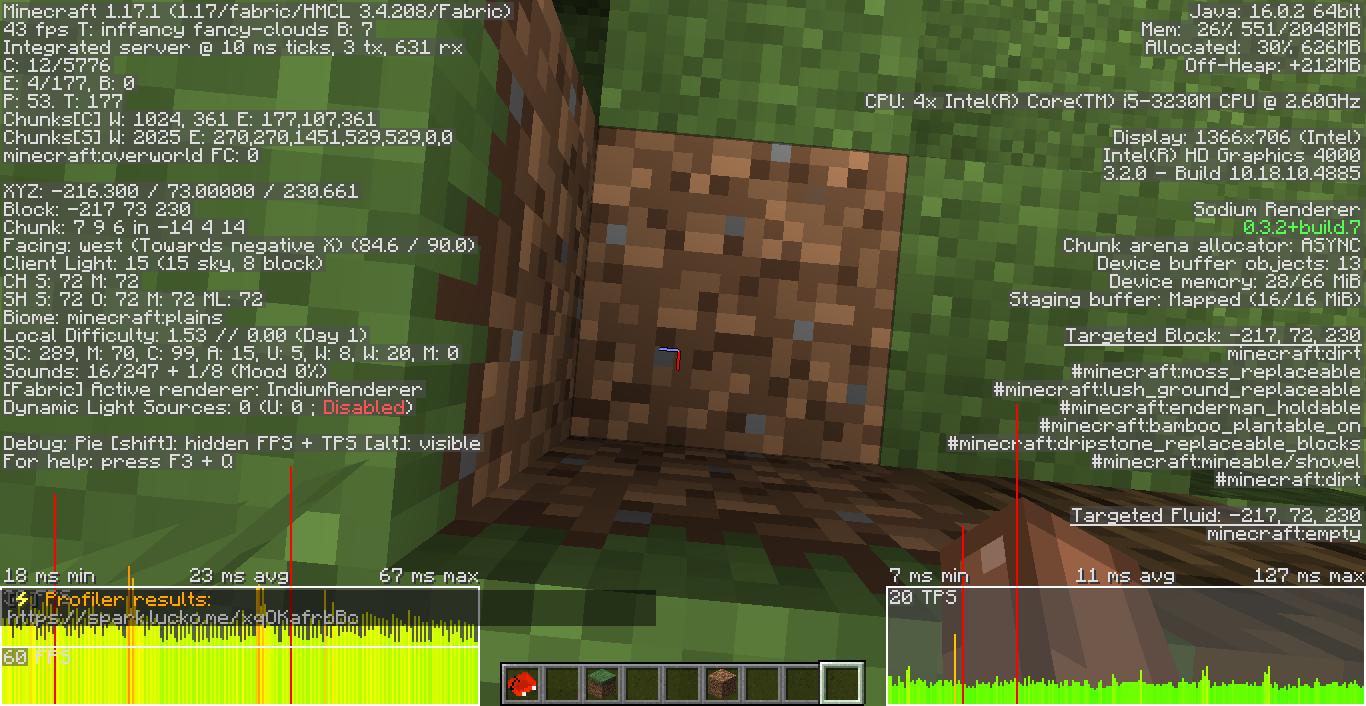 Minecraft 1.17.1 (1.17/fabric/HMCL 3.4.208/Fabric)
43 fps T: inffancy fancy-clouds B: 7
Integrated server @ 10 ms ticks, 3 tx, 631 rx
C: 12/5776
E: 4/177, B: 0
P: 53. T: 177
Chunks[C] W: 1024, 361 E: 177,107,361
Chunks[S] W: 2025 E: 270,270,1451,529,529,0,0
minecraft:overworld FC: 0
XYZ: -216.300 / 73.00000 / 230.661
Block: -217 73 230
Chunk: 7 9 6 in -14 4 14
Facing: west (Towards negative X) (84.6 / 90.0)
Client Light: 15 (15 sky, 8 block)
CH S: 72 M: 72
SH S: 72 O: 72 M: 72 ML: 72
Biome: minecraft:plains
Local Difficulty: 1.53 // 0.00 (Day 1)
SC: 289, M: 70, C: 99, A: 15, U: 5, W: 8, W: 20, M: 0
Sounds: 16/247 + 1/8 (Mood 0%)
[Fabric] Active renderer: IndiumRenderer
Dynamic Light Sources: 0 (U: 0 ; Disabled)
Debug: Pie [shift]: hidden FPS + TPS [alt]: visible
For help: press F3 + Q
Java: 16.0.2 64bit
Mem: 26% 551/2048MB
Allocated: 30% 626MB
Off-Heap: +212MB
CPU: 4x Intel(R) Core(TM) i5-3230M CPU @ 2.60GHz
Display: 1366x706 (Intel)
Intel(R) HD Graphics 4000
3.2.0 - Build 10.18.10.4885
Sodium Renderer
0.3.2+build.7
Chunk arena allocator: ASYNC
Device buffer objects: 13
Device memory: 28/66 MiB
Staging buffer: Mapped (16/16 MiB)
Targeted Block: -217, 72, 230
minecraft:dirt
#minecraft:moss_replaceable
#minecraft:lush_ground_replaceable
#minecraft:enderman_holdable
#minecraft:bamboo_plantable_on
#minecraft:dripstone_replaceable_blocks
#minecraft:mineable/shovel
#minecraft:dirt
Targeted Fluid: -217, 72, 230
minecraft:empty
18 ms min 23 ms avg 67 ms max
Profiler results:
https://spark.lucko.me/xqOKafrbBc
60 FPS
7 ms min 11 ms avg 127 ms max
20 TPS